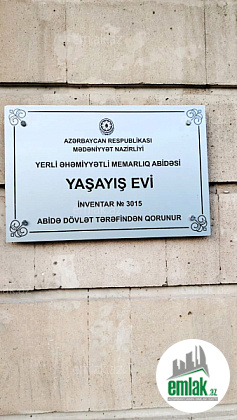 AZƏRBAYCAN RESPUBLİKASI
MƏDƏNİYYƏT NAZİRLİYİ
YERLİ ƏHƏMİYYƏTLİ MEMARLIQ ABİDƏSİ
YAŞAYIŞ EVİ
İNVENTAR № 3015
ABİDƏ DÖVLƏT TƏRƏFİNDƏN QORUNUR
emlak.az